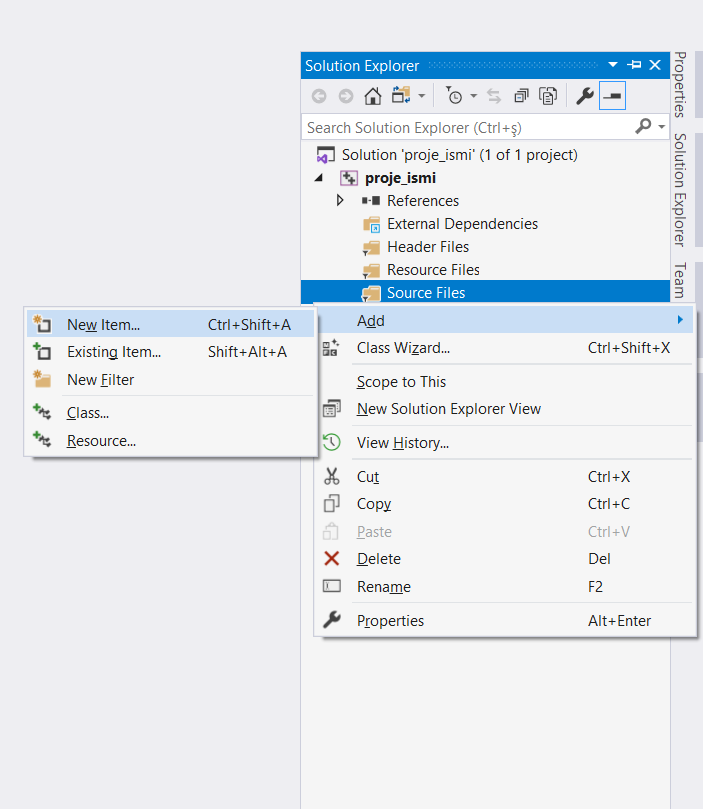 Solution Explorer
Search Solution Explorer (Ctrl+ş)
Solution 'proje_ismi' (1 of 1 project)
proje_ismi
References
External Dependencies
Header Files
Resource Files
Source Files
New Item... Ctrl+Shift+A
Existing Item... Shift+Alt+A
New Filter
Class...
Resource...
Add
Class Wizard... Ctrl+Shift+X
Scope to This
New Solution Explorer View
View History...
Cut Ctrl+X
Copy Ctrl+C
Paste Ctrl+V
Delete Del
Rename F2
Properties Alt+Enter
Properties
Solution Explorer
Team